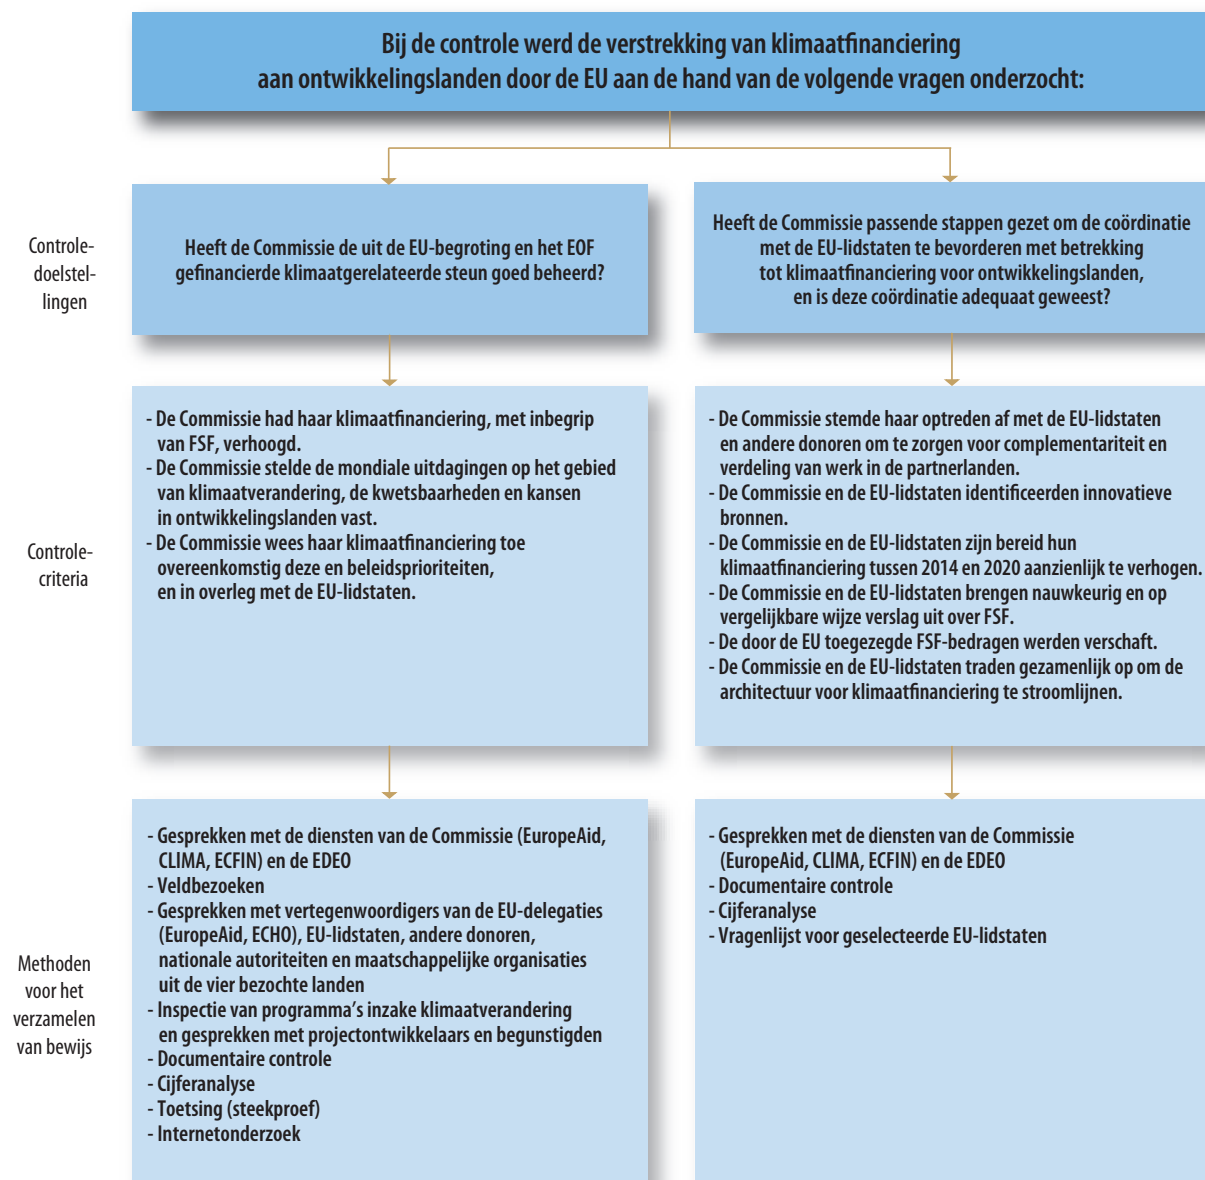 Bij de controle werd de verstrekking van klimaatfinanciering
aan ontwikkelingslanden door de EU aan de hand van de volgende vragen onderzocht:
Controle-
doelstel-
lingen
Heeft de Commissie de uit de EU-begroting en het EOF
gefinancierde klimaatgerelateerde steun goed beheerd?
Heeft de Commissie passende stappen gezet om de coördinatie
met de EU-lidstaten te bevorderen met betrekking
tot klimaatfinanciering voor ontwikkelingslanden,
en is deze coördinatie adequaat geweest?
Controle-
criteria
- De Commissie had haar klimaatfinanciering, met inbegrip
van FSF, verhoogd.
- De Commissie stelde de mondiale uitdagingen op het gebied
van klimaatverandering, de kwetsbaarheden en kansen
in ontwikkelingslanden vast.
- De Commissie wees haar klimaatfinanciering toe
overeenkomstig deze en beleidsprioriteiten,
en in overleg met de EU-lidstaten.
- De Commissie stemde haar optreden af met de EU-lidstaten
en andere donoren om te zorgen voor complementariteit en
verdeling van werk in de partnerlanden.
- De Commissie en de EU-lidstaten identificeerden innovatieve
bronnen.
- De Commissie en de EU-lidstaten zijn bereid hun
klimaatfinanciering tussen 2014 en 2020 aanzienlijk te verhogen.
- De Commissie en de EU-lidstaten brengen nauwkeurig en op
vergelijkbare wijze verslag uit over FSF.
- De door de EU toegezegde FSF-bedragen werden verschaft.
- De Commissie en de EU-lidstaten traden gezamenlijk op om de
architectuur voor klimaatfinanciering te stroomlijnen.
Methoden
voor het
verzamelen
van bewijs
- Gesprekken met de diensten van de Commissie (EuropeAid,
CLIMA, ECFIN) en de EDEO
- Veldbezoeken
- Gesprekken met vertegenwoordigers van de EU-delegaties
(EuropeAid, ECHO), EU-lidstaten, andere donoren,
nationale autoriteiten en maatschappelijke organisaties
uit de vier bezochte landen
- Inspectie van programma's inzake klimaatverandering
en gesprekken met projectontwikkelaars en begunstigden
- Documentaire controle
- Cijferanalyse
- Toetsing (steekproef)
- Internetonderzoek
- Gesprekken met de diensten van de Commissie
(EuropeAid, CLIMA, ECFIN) en de EDEO
- Documentaire controle
- Cijferanalyse
- Vragenlijst voor geselecteerde EU-lidstaten